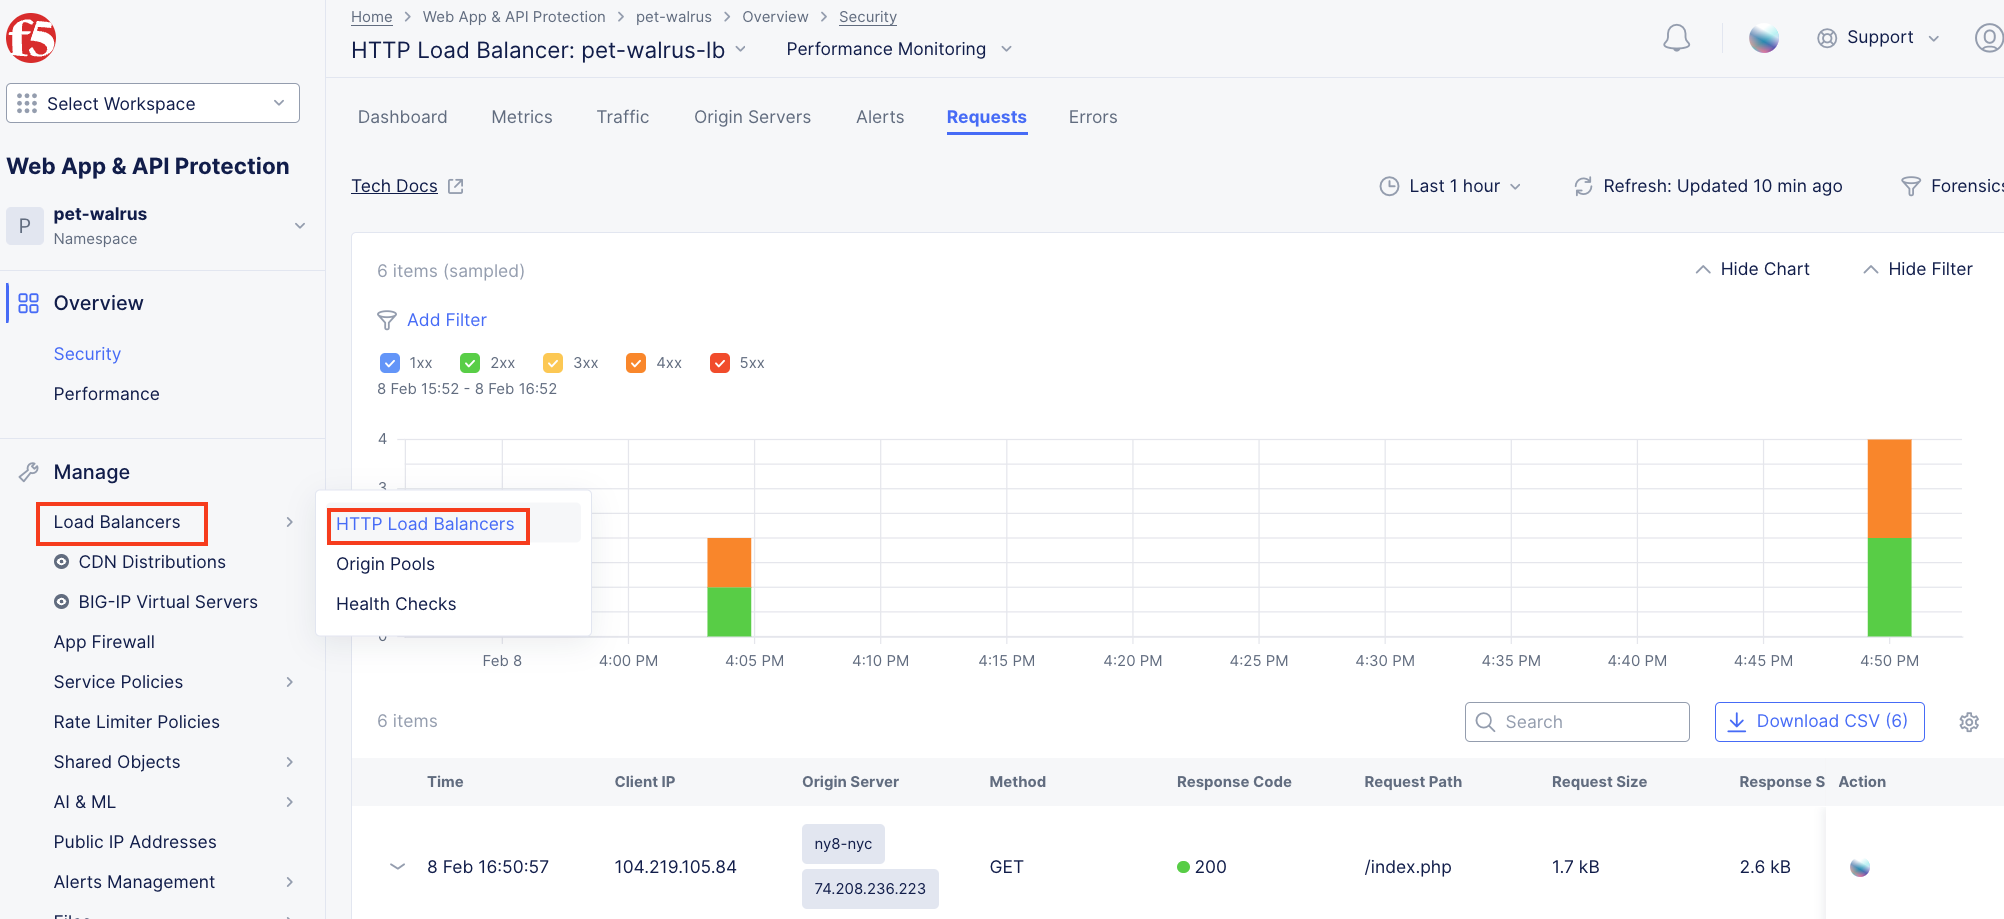 f5
Select Workspace
Web App & API Protection
P
pet-walrus
Namespace
Overview
Security
Performance
Manage
Load Balancers
CDN Distributions
BIG-IP Virtual Servers
App Firewall
Service Policies
Rate Limiter Policies
Shared Objects
AI & ML
Public IP Addresses
Alerts Management
Files
Home > Web App & API Protection > pet-walrus > Overview > Security
HTTP Load Balancer: pet-walrus-lb
Performance Monitoring
Support
Dashboard Metrics Traffic Origin Servers Alerts Requests Errors
Tech Docs
Last 1 hour
Refresh: Updated 10 min ago
Forensics
6 items (sampled)
Hide Chart
Hide Filter
Add Filter
1xx 2xx 3xx 4xx 5xx
8 Feb 15:52 - 8 Feb 16:52
4
3
0
HTTP Load Balancers
Origin Pools
Health Checks
Feb 8 4:00 PM 4:05 PM 4:10 PM 4:15 PM 4:20 PM 4:25 PM 4:30 PM 4:35 PM 4:40 PM 4:45 PM 4:50 PM
6 items
Search
Download CSV (6)
Time Client IP Origin Server Method Response Code Request Path Request Size Response S Action
8 Feb 16:50:57 104.219.105.84 ny8-nyc GET 200 /index.php 1.7 kB 2.6 kB
74.208.236.223